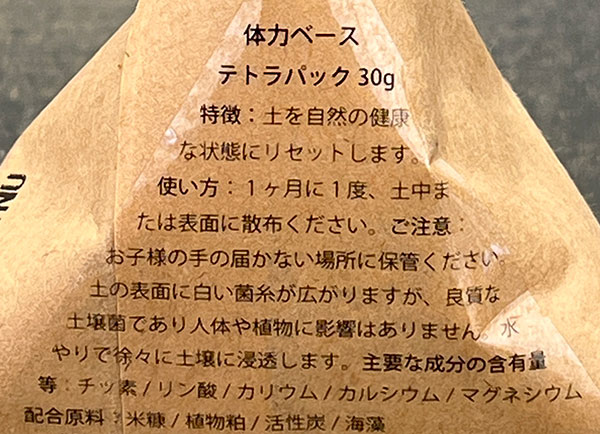 体力ベース
テトラパック 30g
特徴：土を自然の健康
な状態にリセットします。
使い方：１ヶ月に１度、土中ま
たは表面に散布ください。ご注意：
お子様の手の届かない場所に保管ください。
土の表面に白い菌糸が広がりますが、良質な
土壌菌であり人体や植物に影響はありません。水
やりで徐々に土壌に浸透します。主要な成分の含有量
等：チッ素 / リン酸 / カリウム / カルシウム / マグネシウム
配合原料：米糠 / 植物粕 / 活性炭 / 海藻
NU